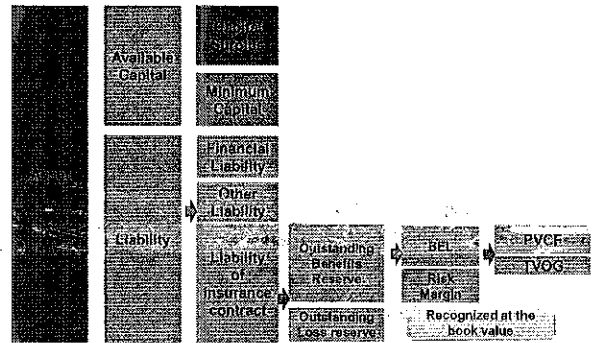 Available
Capital
Capital
Surplus
Minimum
Capital
Financial
Liability
Other
Liability
Liability
Liability
of
insurance
contract
Outstanding
Benefits
Reserve
Outstanding
Loss reserve
BEL
Risk
Margin
PVCF
TVOG
Recognized at the
book value